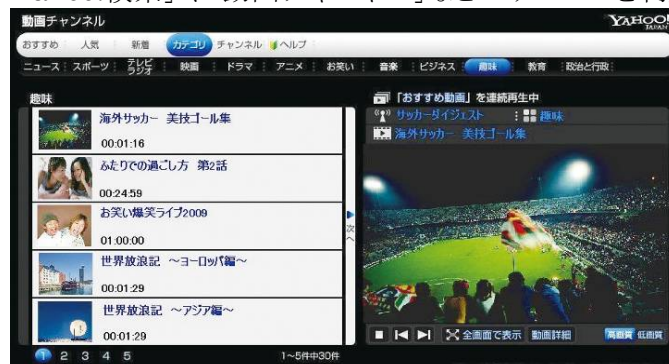 動画チャンネル
YAHOO!
JAPAN
おすすめ 人気 新着 カテゴリ チャンネル ヘルプ
ニュース スポーツ テレビ ラジオ 映画 ドラマ アニメ お笑い 音楽 ビジネス 趣味 教育 政治と行政
趣味
海外サッカー 美技ゴール集
00:01:16
ふたりでの過ごし方 第2話
00:24:59
お笑い爆笑ライブ2009
01:00:00
世界放浪記 ～ヨーロッパ編～
00:01:29
世界放浪記 ～アジア編～
00:01:29
次へ
1 2 3 4 5
1～5件中30件
「おすすめ動画」を連続再生中
サッカーダイジェスト : 趣味
海外サッカー 美技ゴール集
全画面で表示 動画詳細 高画質 低画質